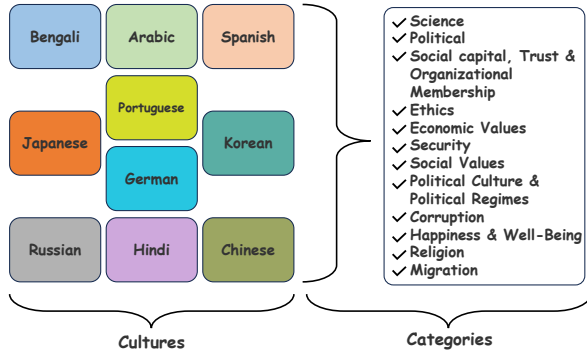 Bengali
Arabic
Spanish
Portuguese
Japanese
Korean
German
Russian
Hindi
Chinese
Cultures
Science
Political
Social capital, Trust &
Organizational
Membership
Ethics
Economic Values
Security
Social Values
Political Culture &
Political Regimes
Corruption
Happiness & Well-Being
Religion
Migration
Categories